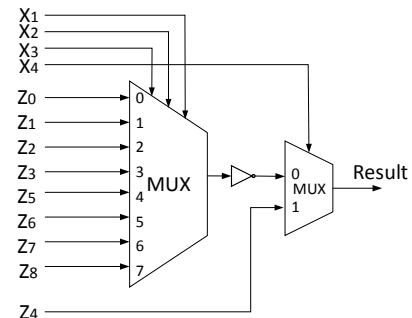 X1
X2
X3
X4
Z0 0
Z1 1
Z2 2
Z3 3
Z5 4
Z6 5
Z7 6
Z8 7
MUX
0
MUX
1
Result
Z4